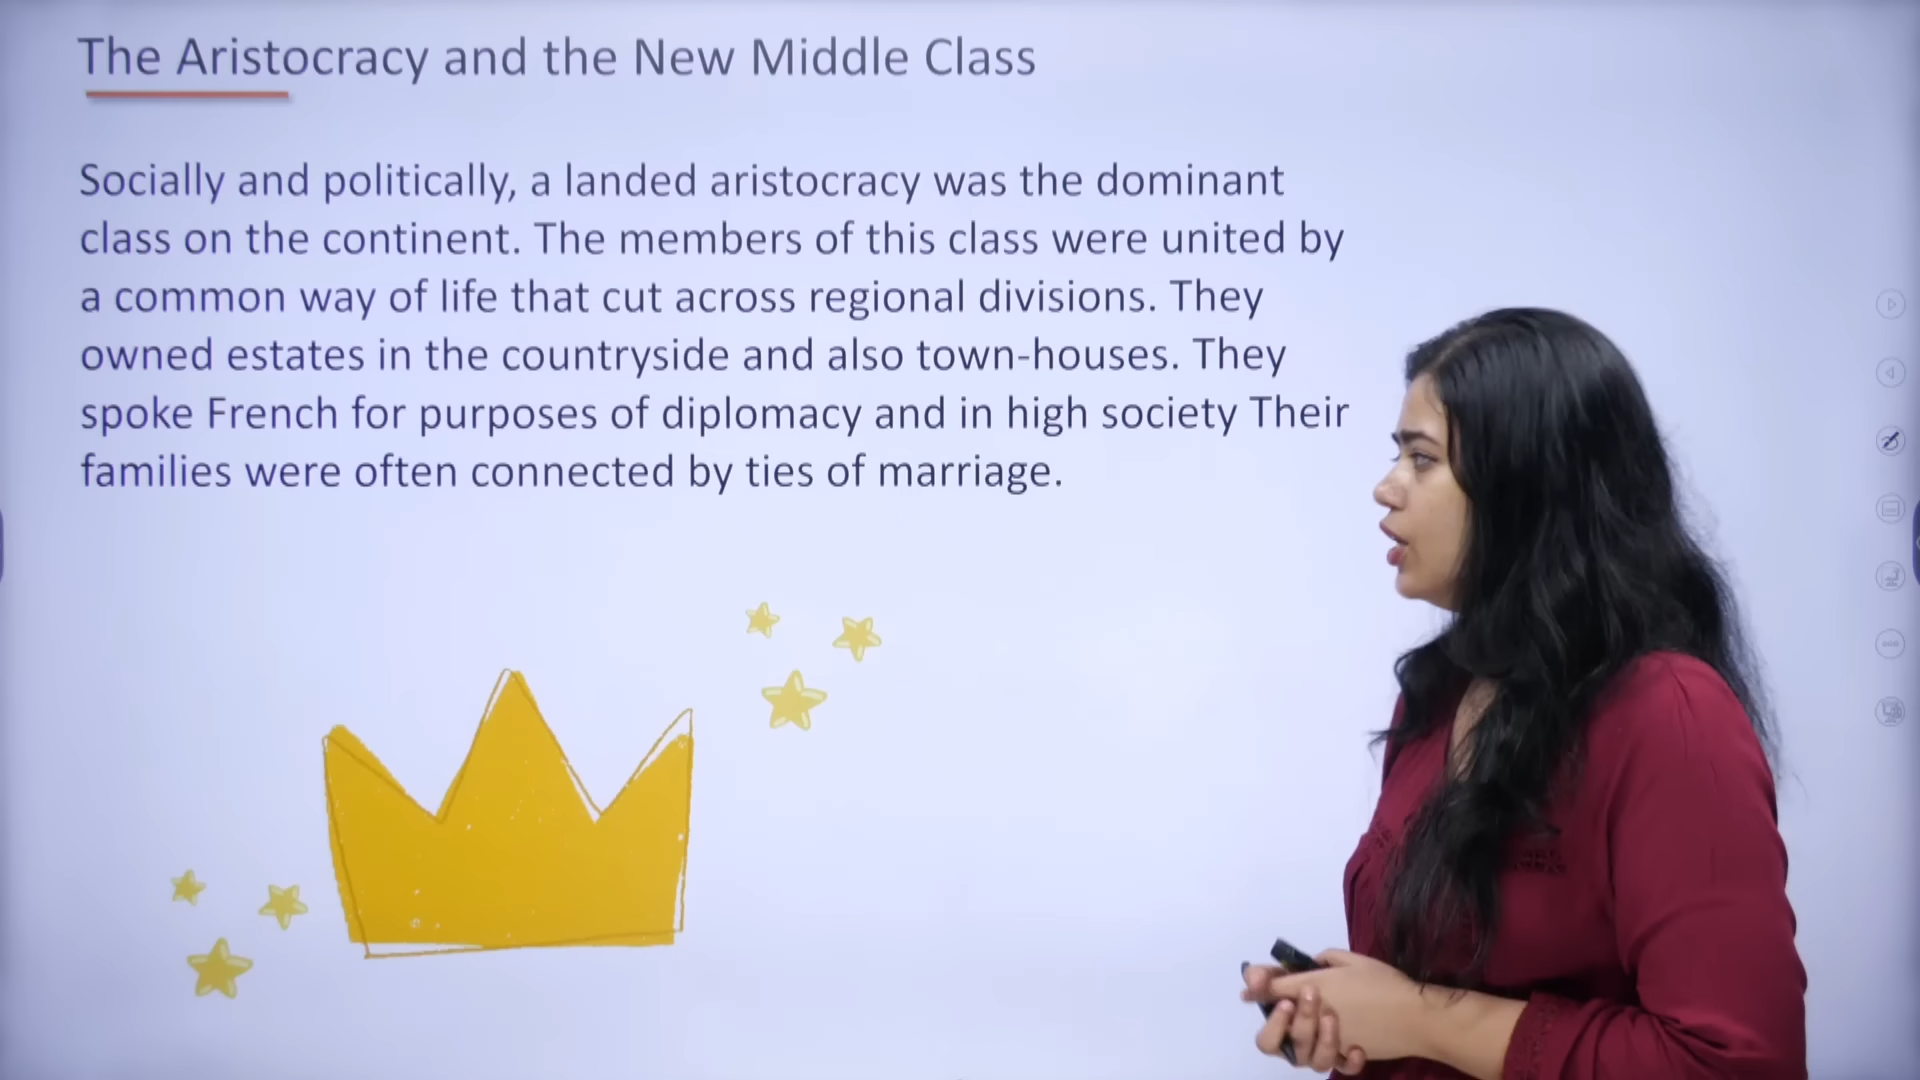 The Aristocracy and the New Middle Class
Socially and politically, a landed aristocracy was the dominant
class on the continent. The members of this class were united by
a common way of life that cut across regional divisions. They
owned estates in the countryside and also town-houses. They
spoke French for purposes of diplomacy and in high society Their
families were often connected by ties of marriage.